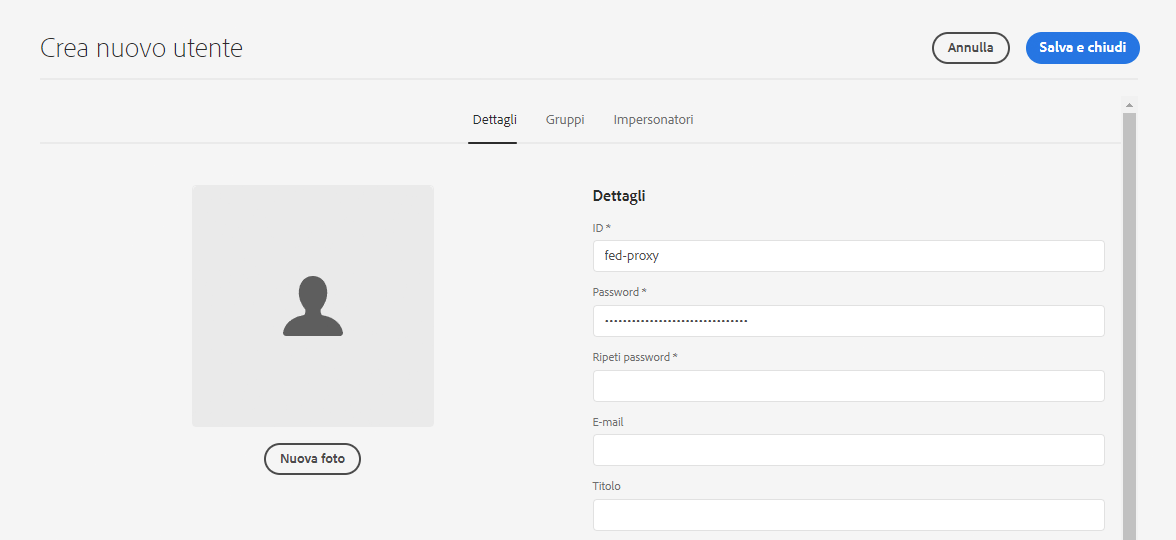 Crea nuovo utente
Annulla
Salva e chiudi
Dettagli
Gruppi
Impersonatori
Dettagli
ID *
fed-proxy
Password *
Ripeti password *
E-mail
Titolo
Nuova foto